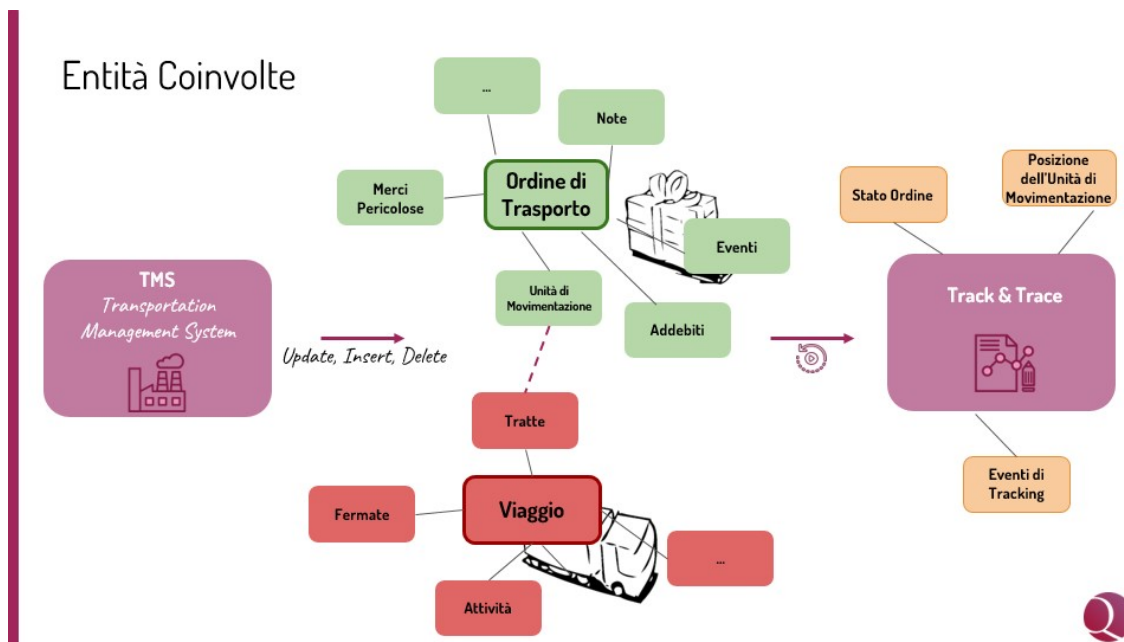 Entità Coinvolte
...
Note
Merci
Pericolose
Ordine di
Trasporto
Eventi
Unità di
Movimentazione
Addebiti
TMS
Transportation
Management System
Update, Insert, Delete
Tratte
Fermate
Viaggio
...
Attività
Stato Ordine
Posizione
dell'Unità di
Movimentazione
Track & Trace
Eventi di
Tracking